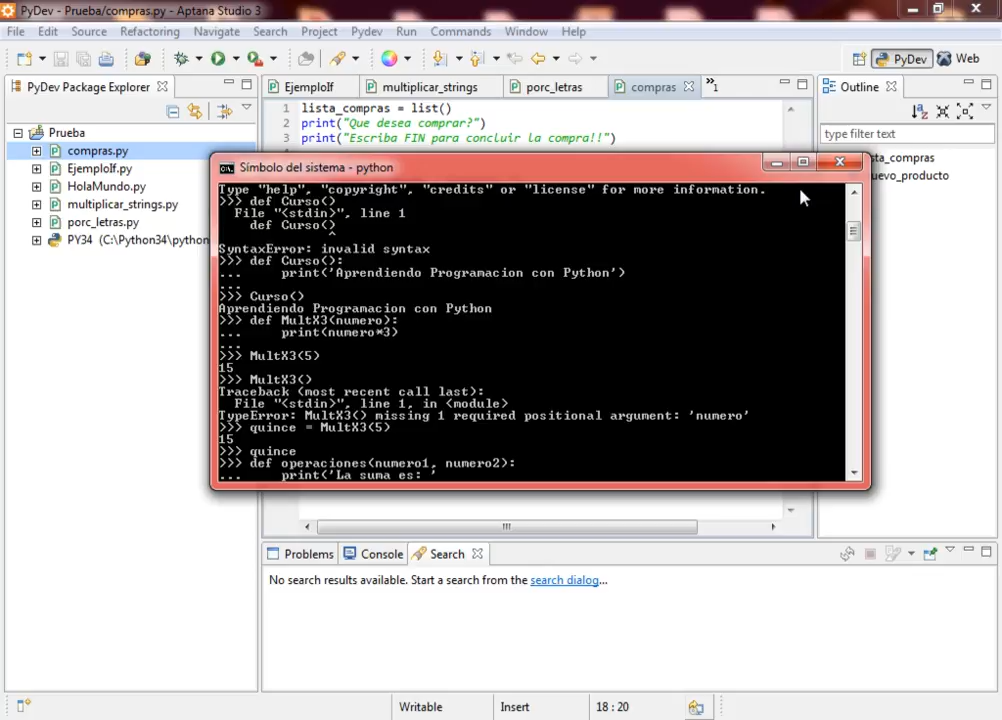 PyDev - Prueba/compras.py - Aptana Studio 3
File Edit Source Refactoring Navigate Search Project Pydev Run Commands Window Help
PyDev Web
PyDev Package Explorer
EjemploIf multiplicar_strings porc_letras compras »1
Outline
Prueba
compras.py
EjemploIf.py
HolaMundo.py
multiplicar_strings.py
porc_letras.py
PY34 (C:\Python34\python
1 lista_compras = list()
2 print("Que desea comprar?")
3 print("Escriba FIN para concluir la compra!!")
type filter text
sta_compras
uevo_producto
Símbolo del sistema - python
Type "help", "copyright", "credits" or "license" for more information.
>>> def Curso()
File "<stdin>", line 1
def Curso()
^
SyntaxError: invalid syntax
>>> def Curso():
... print('Aprendiendo Programacion con Python')
...
>>> Curso()
Aprendiendo Programacion con Python
>>> def MultX3(numero):
... print(numero*3)
...
>>> MultX3(5)
15
>>> MultX3()
Traceback (most recent call last):
File "<stdin>", line 1, in <module>
TypeError: MultX3() missing 1 required positional argument: 'numero'
>>> quince = MultX3(5)
15
>>> quince
>>> def operaciones(numero1, numero2):
... print('La suma es: '
Problems Console Search
No search results available. Start a search from the search dialog...
Writable Insert 18 : 20